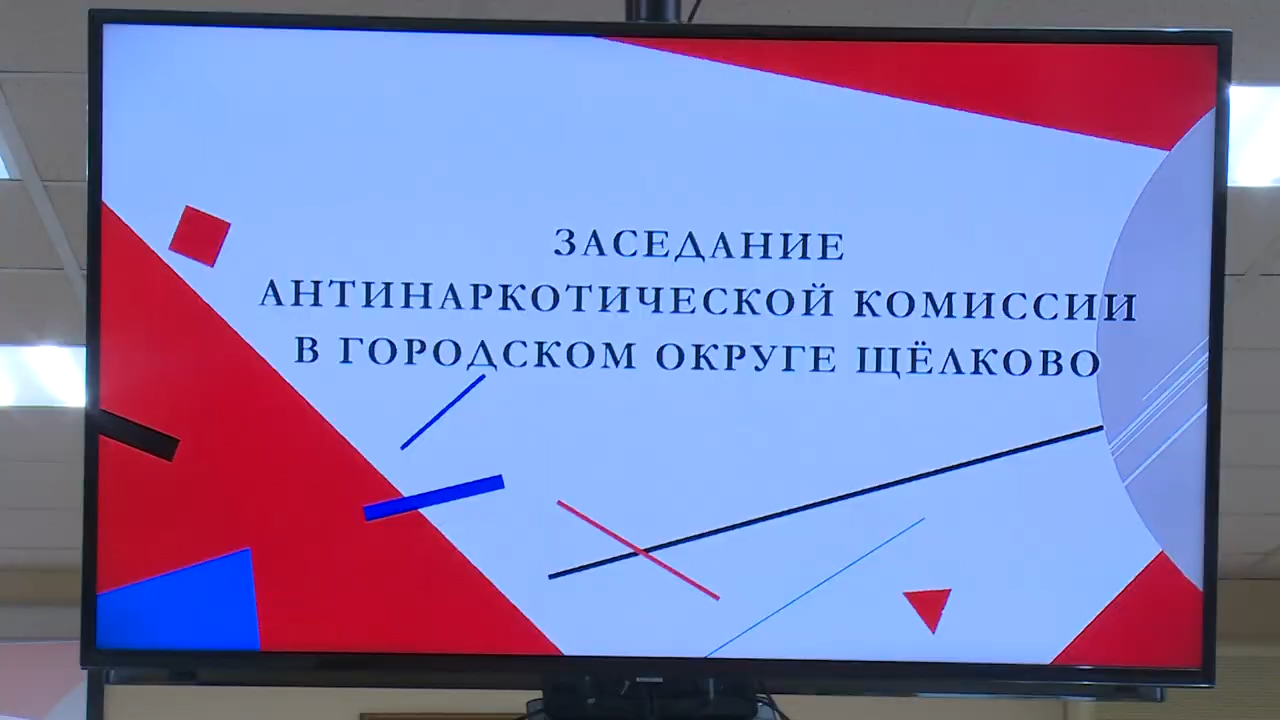 ЗАСЕДАНИЕ
АНТИНАРКОТИЧЕСКОЙ КОМИССИИ
В ГОРОДСКОМ ОКРУГЕ ЩЁЛКОВО